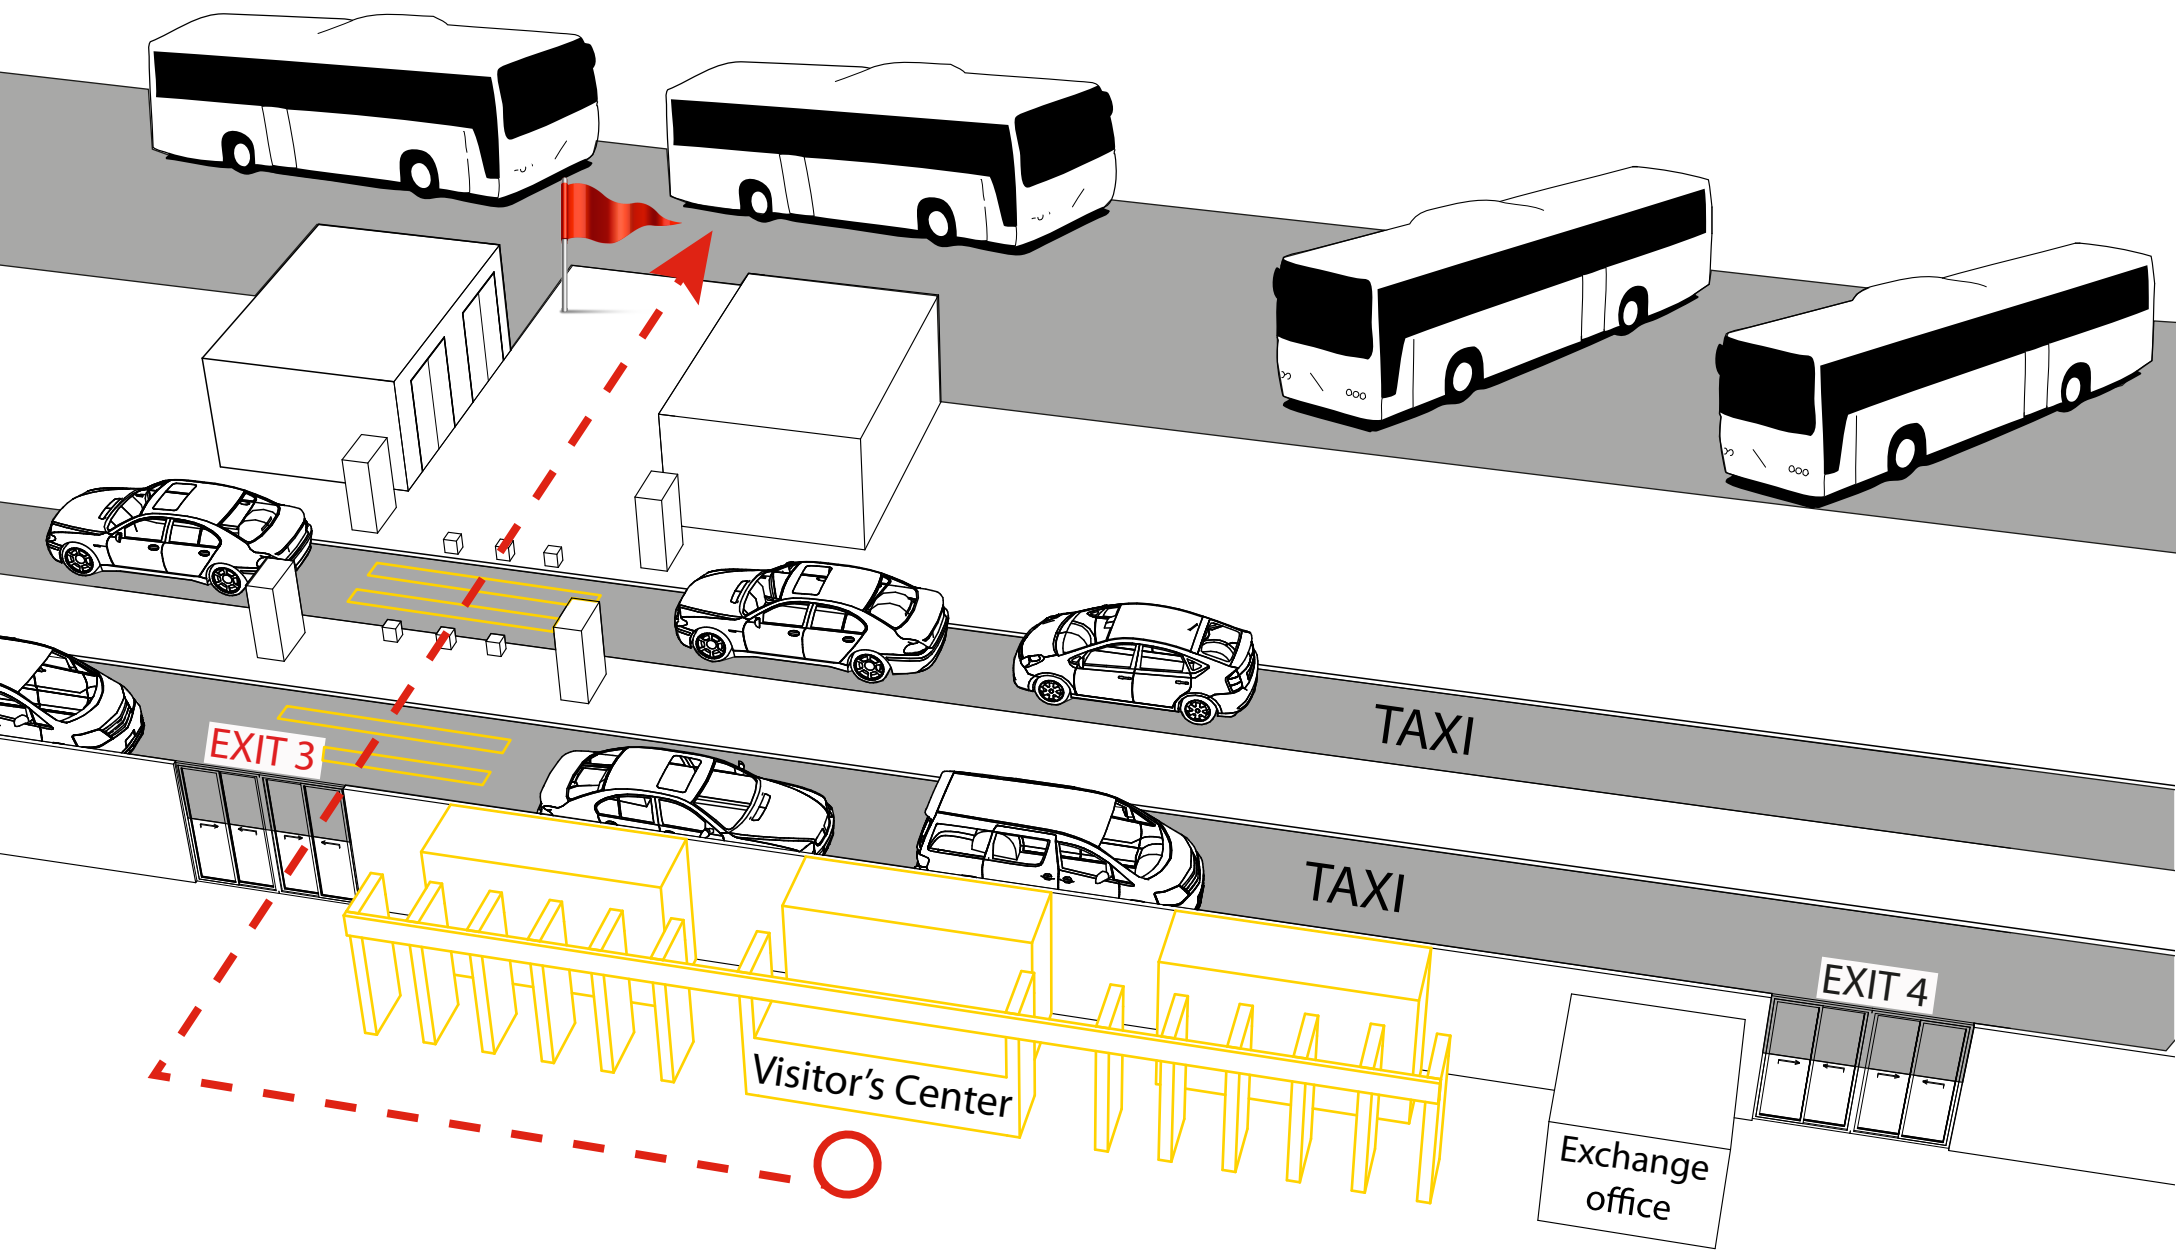 TAXI
EXIT 3
TAXI
EXIT 4
Visitor's Center
Exchange
office